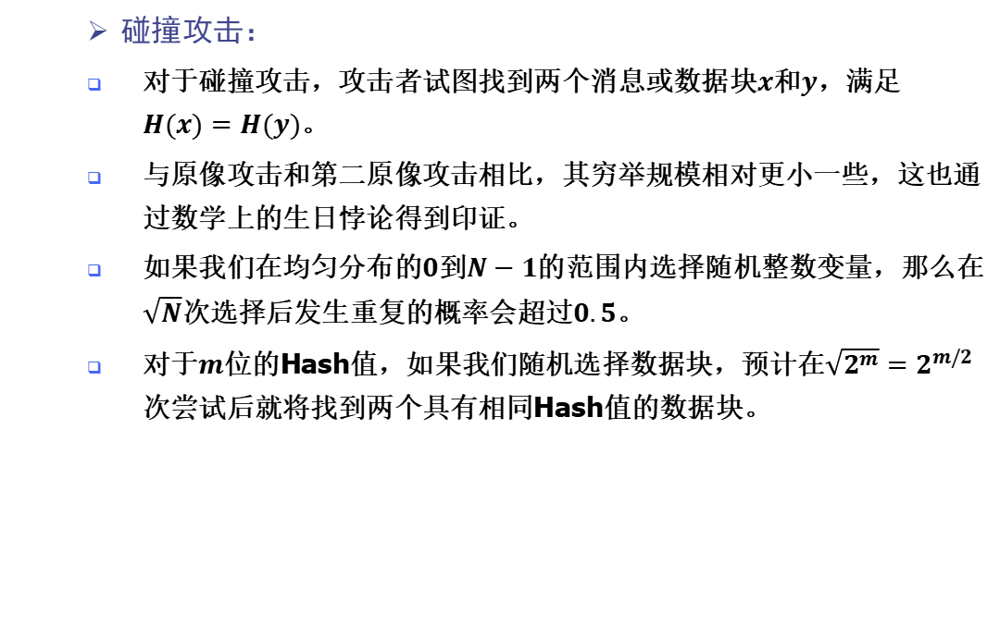 ➢ 碰撞攻击：
❑ 对于碰撞攻击，攻击者试图找到两个消息或数据块x和y，满足
H(x) = H(y)。
❑ 与原像攻击和第二原像攻击相比，其穷举规模相对更小一些，这也通
过数学上的生日悖论得到印证。
❑ 如果我们在均匀分布的0到N − 1的范围内选择随机整数变量，那么在
√N次选择后发生重复的概率会超过0.5。
❑ 对于m位的Hash值，如果我们随机选择数据块，预计在√2^m = 2^{m/2}
次尝试后就将找到两个具有相同Hash值的数据块。